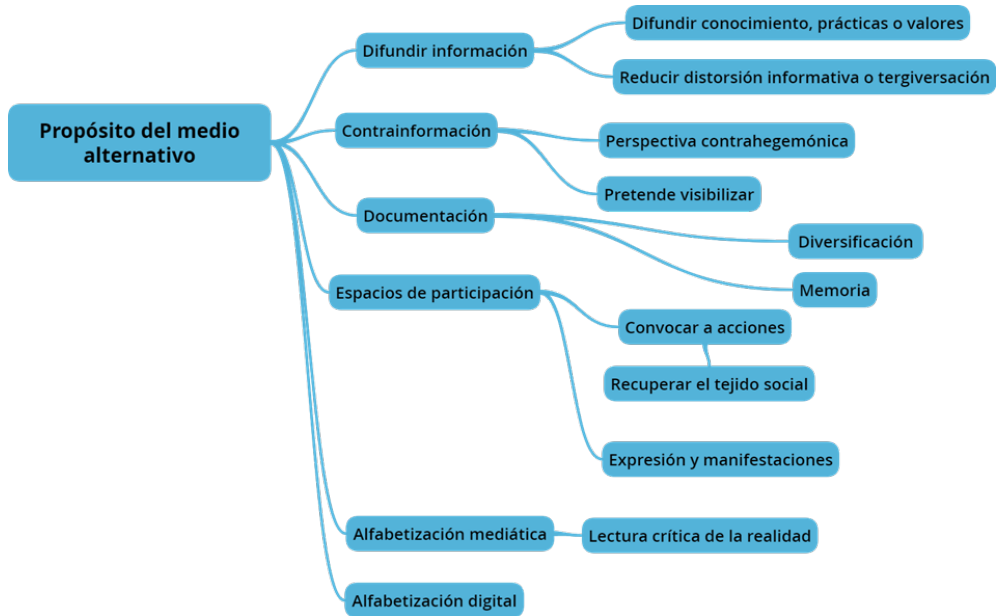 Propósito del medio
alternativo
Difundir información
Difundir conocimiento, prácticas o valores
Reducir distorsión informativa o tergiversación
Contrainformación
Perspectiva contrahegemónica
Pretende visibilizar
Documentación
Diversificación
Memoria
Espacios de participación
Convocar a acciones
Recuperar el tejido social
Expresión y manifestaciones
Alfabetización mediática
Lectura crítica de la realidad
Alfabetización digital